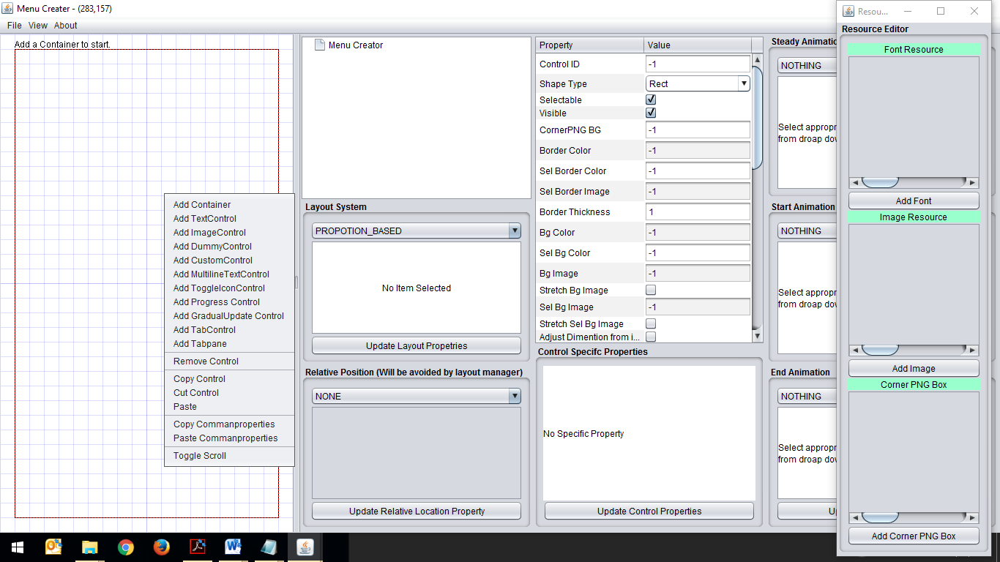 Menu Creater - (283,157)
File View About
Add a Container to start.
Add Container
Add TextControl
Add ImageControl
Add DummyControl
Add CustomControl
Add MultilineTextControl
Add ToggleIconControl
Add Progress Control
Add GradualUpdate Control
Add TabControl
Add Tabpane
Remove Control
Copy Control
Cut Control
Paste
Copy Commanproperties
Paste Commanproperties
Toggle Scroll
Menu Creator
Layout System
PROPOTION_BASED
No Item Selected
Update Layout Propetries
Relative Position (Will be avoided by layout manager)
NONE
Update Relative Location Property
Property Value
Control ID -1
Shape Type Rect
Selectable
Visible
CornerPNG BG -1
Border Color -1
Sel Border Color -1
Sel Border Image -1
Border Thickness 1
Bg Color -1
Sel Bg Color -1
Bg Image -1
Stretch Bg Image
Sel Bg Image -1
Stretch Sel Bg Image
Adjust Dimention from i...
Control Specifc Properties
No Specific Property
Update Control Properties
Steady Animatio
NOTHING
Select appropr
from droap dov
Start Animation
NOTHING
Select appropr
from droap dov
End Animation
NOTHING
Select appropr
from droap dov
Resou...
Resource Editor
Font Resource
Add Font
Image Resource
Add Image
Corner PNG Box
Add Corner PNG Box